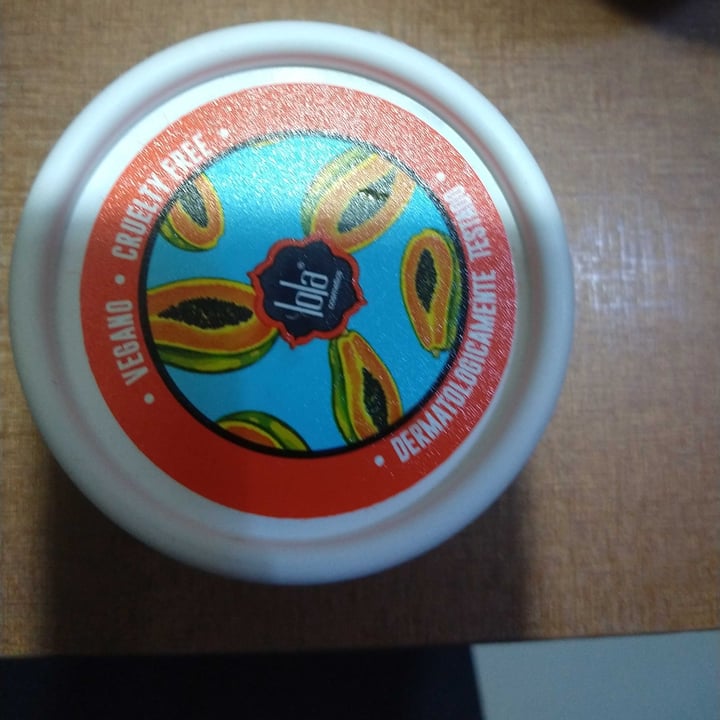 • VEGANO • CRUELTY FREE •
lola®
COSMETICS
• DERMATOLOGICAMENTE TESTADO •